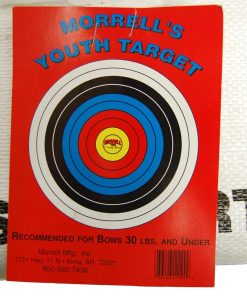 MORRELL'S
YOUTH TARGET
MORRELL
RECOMMENDED FOR BOWS 30 LBS. AND UNDER
Morrell Mfg., Inc.
1721 Hwy. 71 N • Alma, AR 72921
800-582-7438